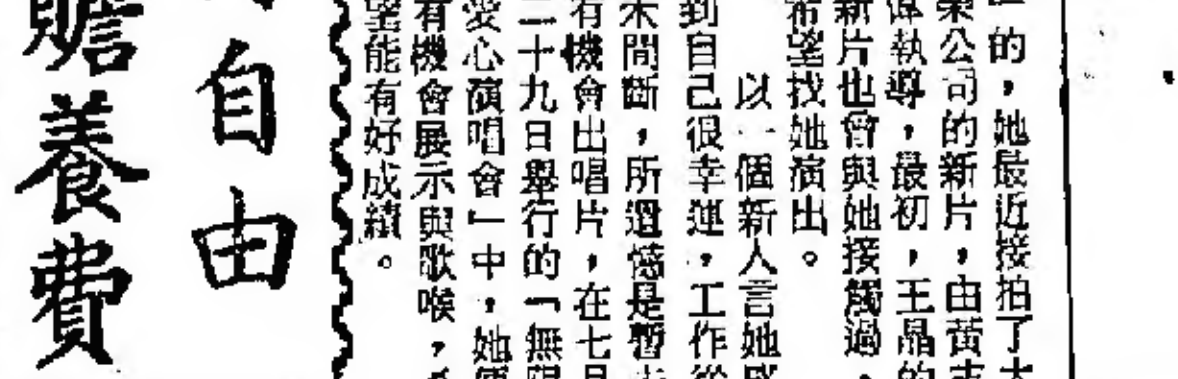 的，她最近接拍了
榮公司的新片，由黃志
偉執導，最初，王晶的
新片也曾與她接觸過，
希望找她演出。
以一個新人言她感
到自己很幸運，工作從
未間斷，所遺憾是暫
有機會出唱片，在七月
二十九日舉行的「無限
愛心演唱會」中，她便
有機會展示與歌喉，
望能有好成績。
自由
贍養費